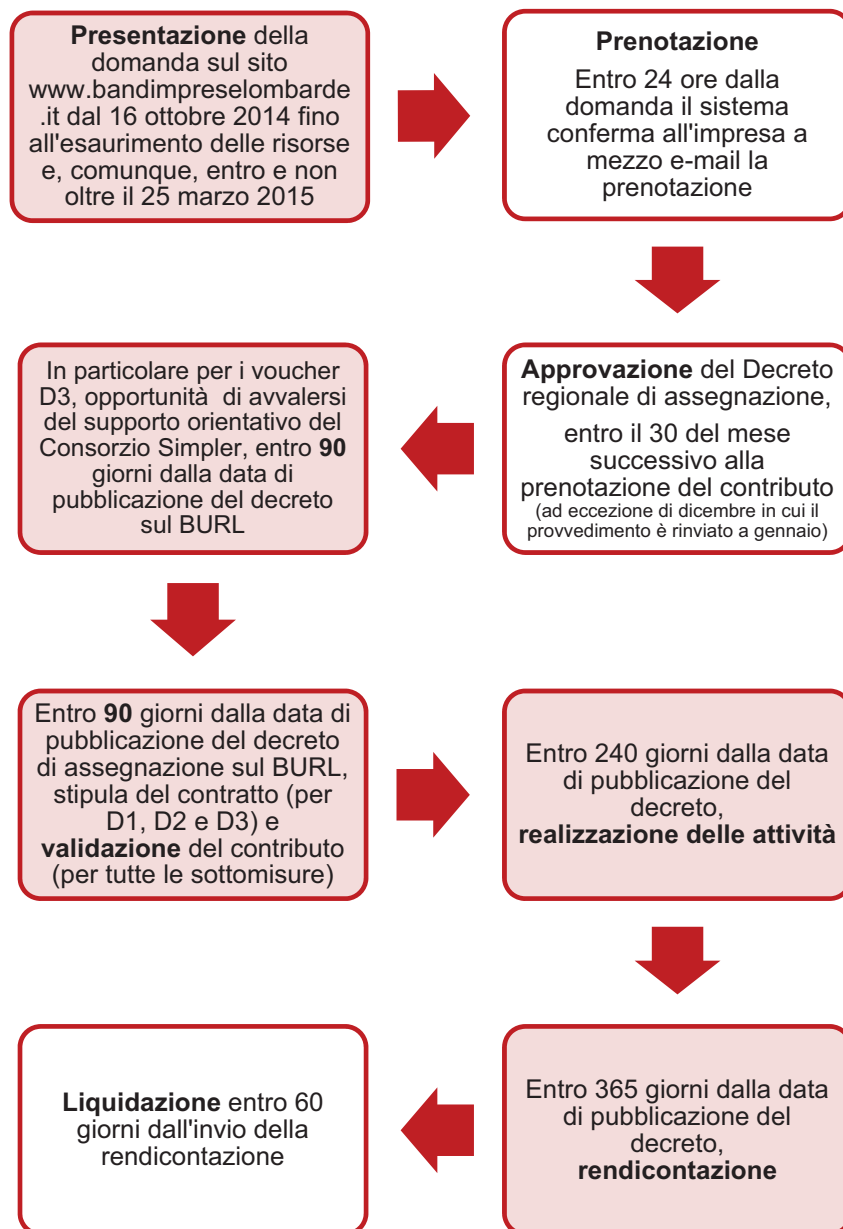 Presentazione della
domanda sul sito
www.bandimpreselombarde
.it dal 16 ottobre 2014 fino
all'esaurimento delle risorse
e, comunque, entro e non
oltre il 25 marzo 2015
Prenotazione
Entro 24 ore dalla
domanda il sistema
conferma all'impresa a
mezzo e-mail la
prenotazione
Approvazione del Decreto
regionale di assegnazione,
entro il 30 del mese
successivo alla
prenotazione del contributo
(ad eccezione di dicembre in cui il
provvedimento è rinviato a gennaio)
In particolare per i voucher
D3, opportunità di avvalersi
del supporto orientativo del
Consorzio Simpler, entro 90
giorni dalla data di
pubblicazione del decreto
sul BURL
Entro 90 giorni dalla data di
pubblicazione del decreto
di assegnazione sul BURL,
stipula del contratto (per
D1, D2 e D3) e
validazione del contributo
(per tutte le sottomisure)
Entro 240 giorni dalla data
di pubblicazione del
decreto,
realizzazione delle attività
Entro 365 giorni dalla data
di pubblicazione del
decreto,
rendicontazione
Liquidazione entro 60
giorni dall'invio della
rendicontazione